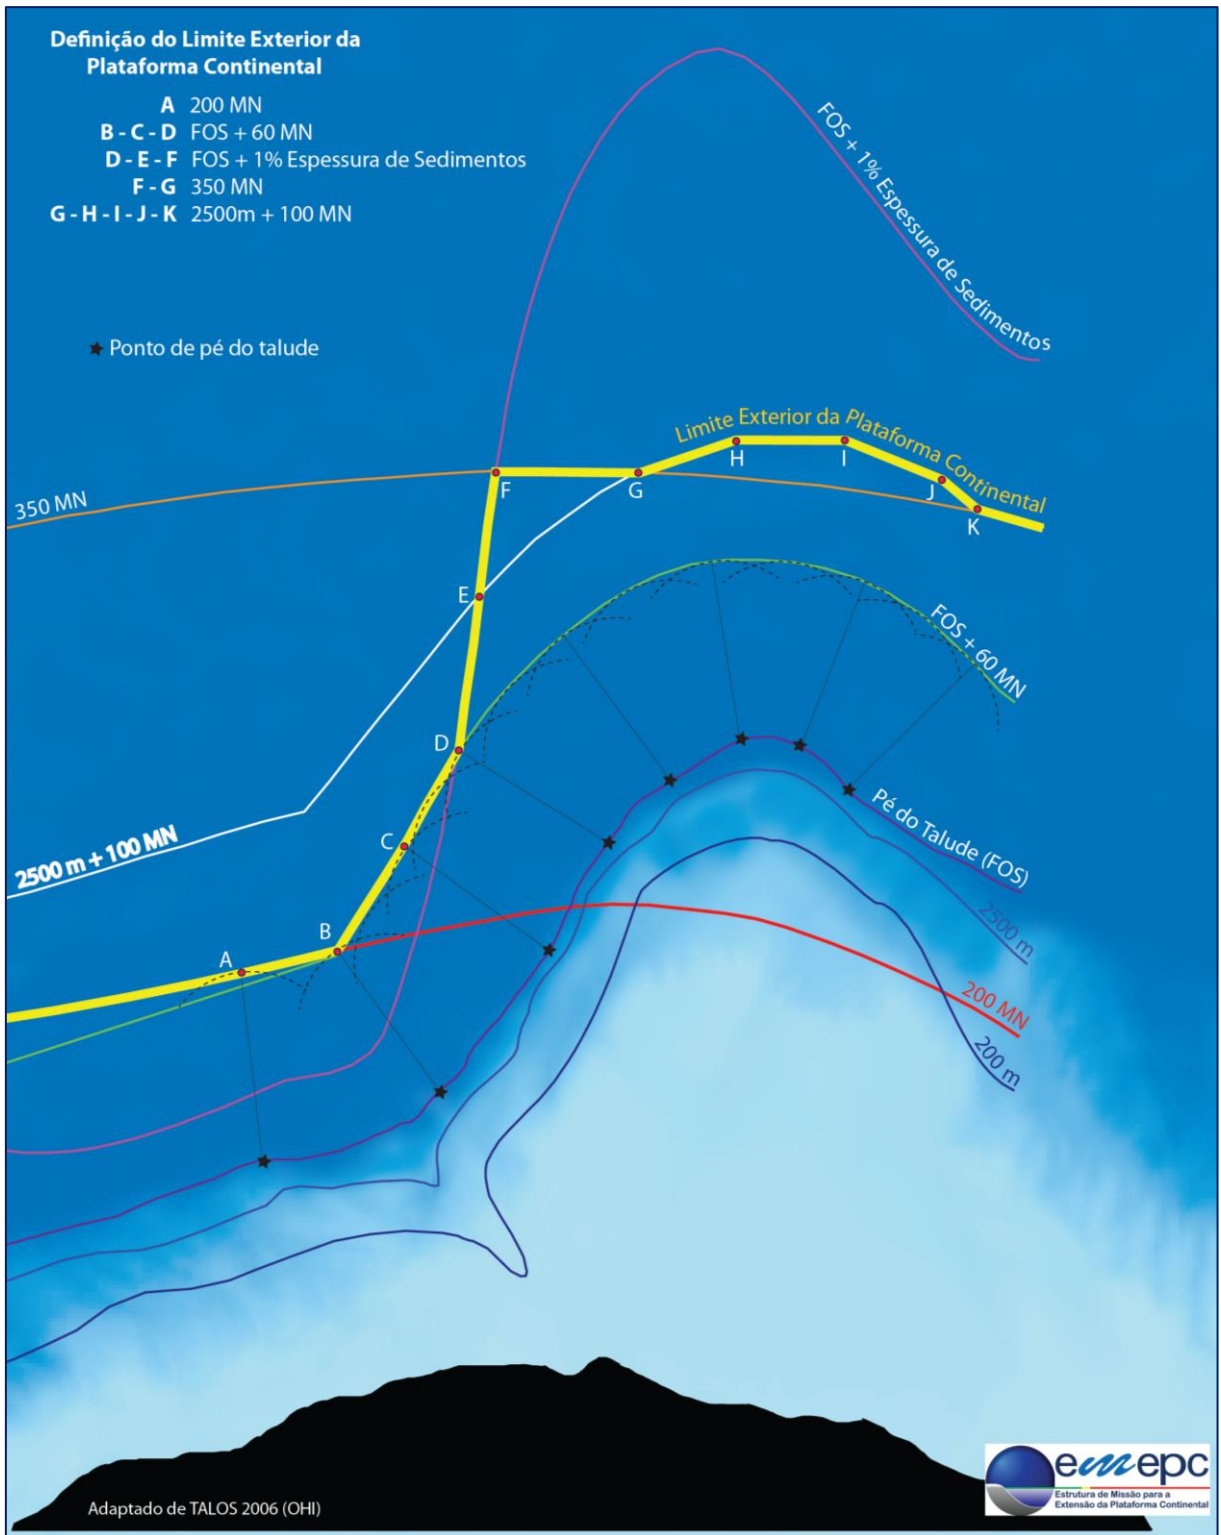 Definição do Limite Exterior da
Plataforma Continental
A 200 MN
B - C - D FOS + 60 MN
D - E - F FOS + 1% Espessura de Sedimentos
F - G 350 MN
G - H - I - J - K 2500m + 100 MN
FOS + 1% Espessura de Sedimentos
★ Ponto de pé do talude
Limite Exterior da Plataforma Continental
H
I
350 MN
F
G
J
K
E
FOS + 60 MN
D
Pé do Talude (FOS)
C
2500 m + 100 MN
2500 m
B
A
200 MN
200 m
emepc
Estrutura de Missão para a
Extensão da Plataforma Continental
Adaptado de TALOS 2006 (OHI)